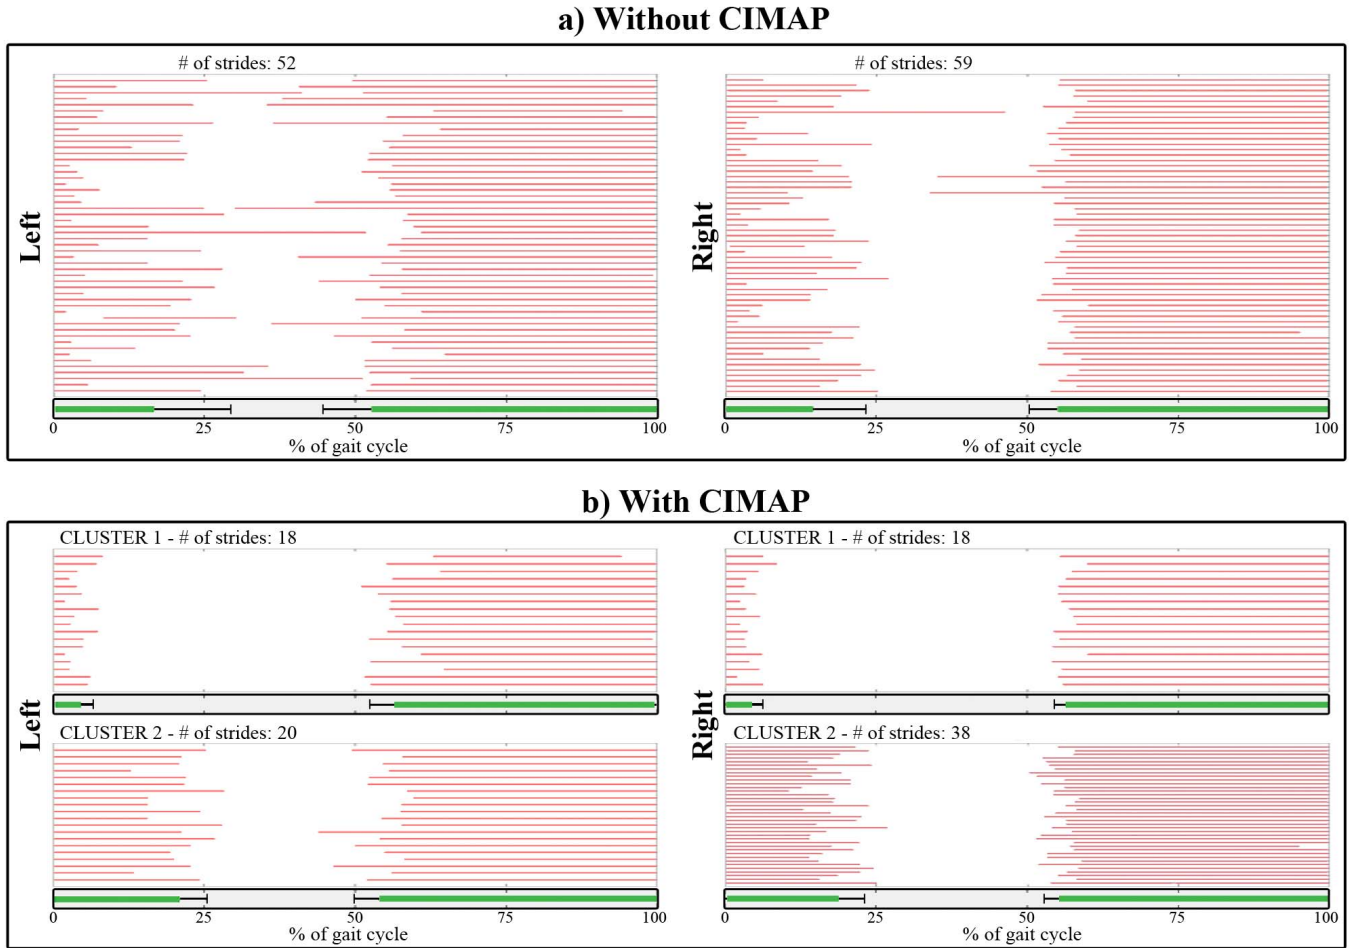 a) Without CIMAP
# of strides: 52
# of strides: 59
Left
Right
0 25 50 75 100
% of gait cycle
0 25 50 75 100
% of gait cycle
b) With CIMAP
CLUSTER 1 - # of strides: 18
CLUSTER 1 - # of strides: 18
Left
Right
CLUSTER 2 - # of strides: 20
CLUSTER 2 - # of strides: 38
0 25 50 75 100
% of gait cycle
0 25 50 75 100
% of gait cycle